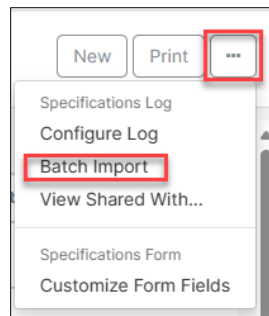 New Print ...
Specifications Log
Configure Log
Batch Import
View Shared With...
Specifications Form
Customize Form Fields